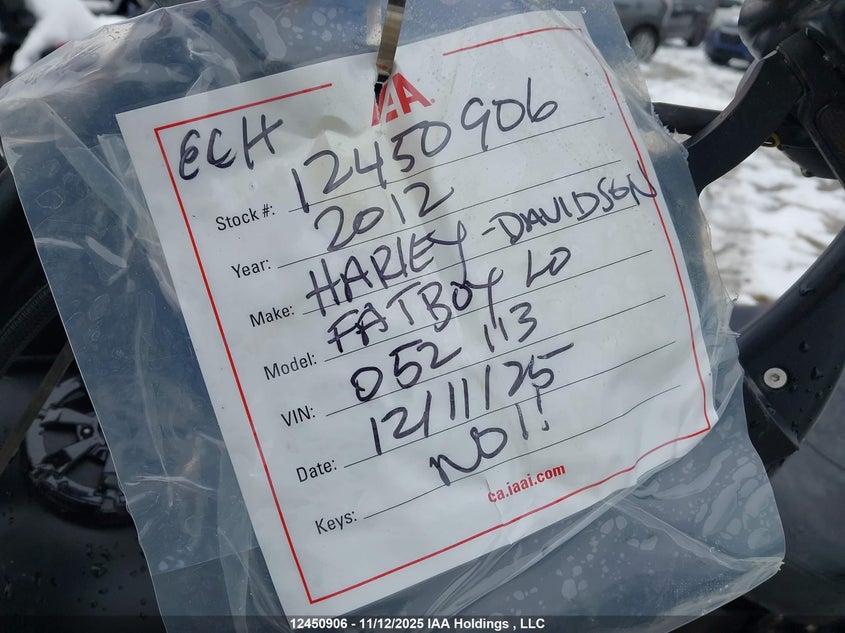 IAA
ECH
Stock #: 12450906
Year: 2012
Make: HARLEY-DAVIDSON
Model: FATBOY LO
VIN: 052113
Date: 12/11/25
Keys: NO!!
ca.iaai.com
12450906 - 11/12/2025 IAA Holdings , LLC